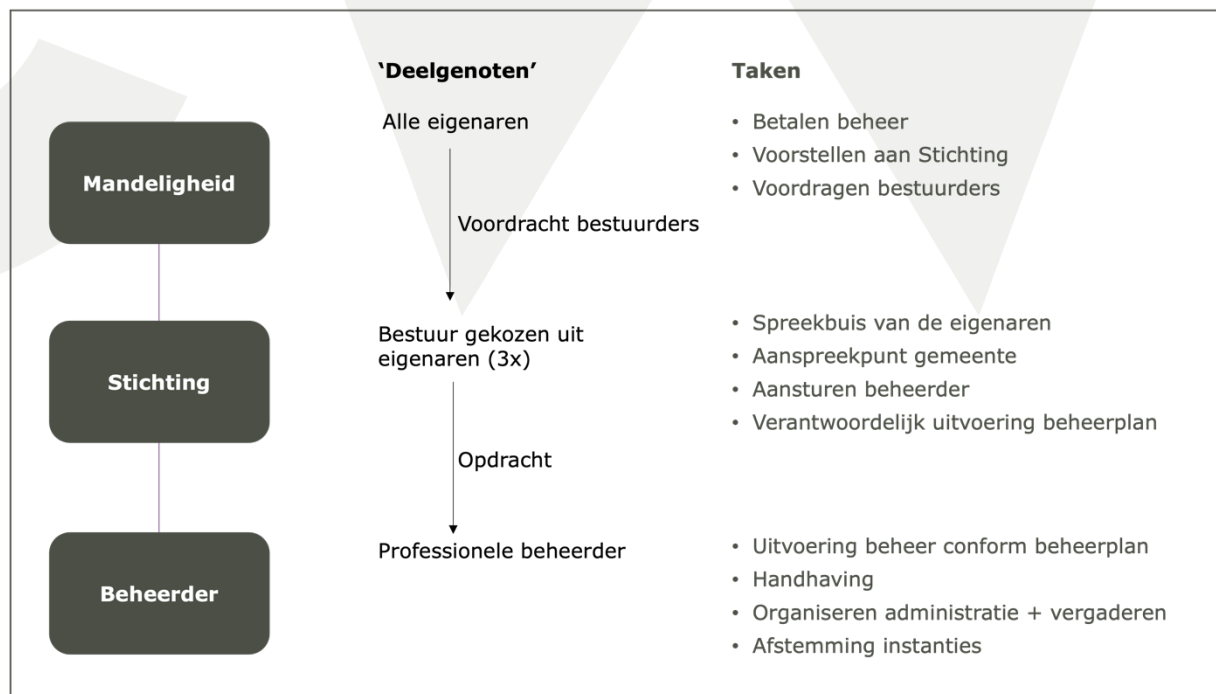 ‘Deelgenoten’
Taken
Mandeligheid
Alle eigenaren
• Betalen beheer
• Voorstellen aan Stichting
• Voordragen bestuurders
Voordracht bestuurders
Stichting
Bestuur gekozen uit
eigenaren (3x)
• Spreekbuis van de eigenaren
• Aanspreekpunt gemeente
• Aansturen beheerder
• Verantwoordelijk uitvoering beheerplan
Opdracht
Beheerder
Professionele beheerder
• Uitvoering beheer conform beheerplan
• Handhaving
• Organiseren administratie + vergaderen
• Afstemming instanties